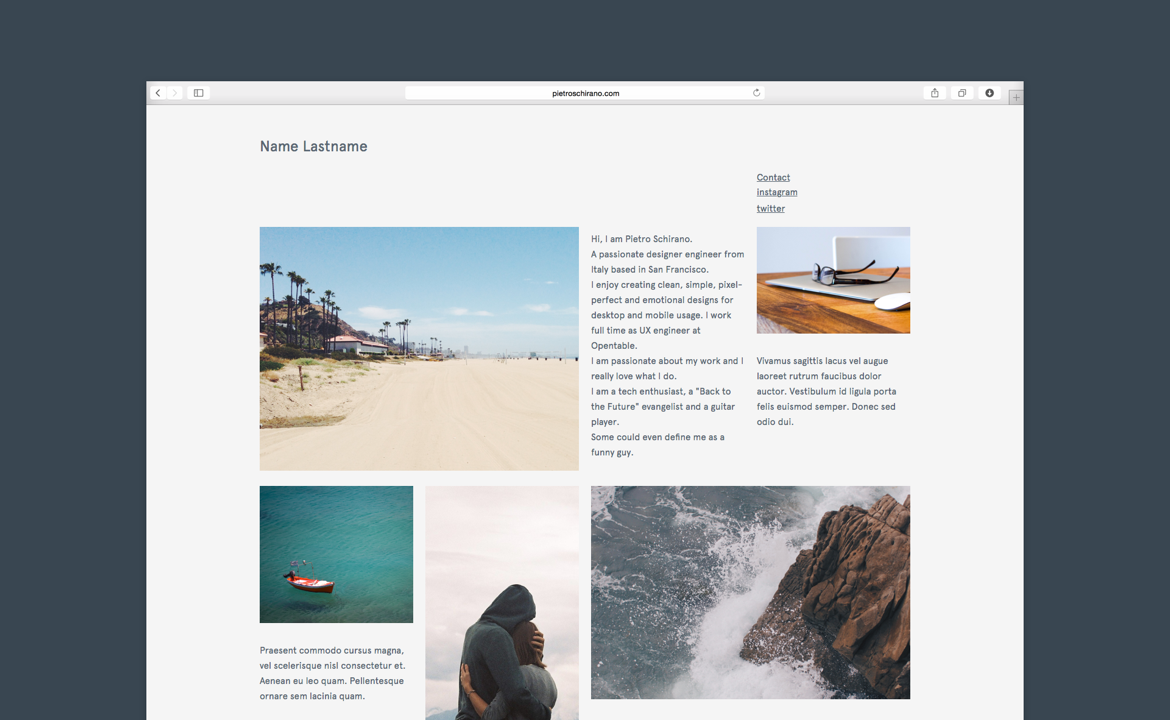 pietroschirano.com
Name Lastname
Contact
instagram
twitter
Hi, I am Pietro Schirano.
A passionate designer engineer from
Italy based in San Francisco.
I enjoy creating clean, simple, pixel-
perfect and emotional designs for
desktop and mobile usage. I work
full time as UX engineer at
Opentable.
I am passionate about my work and I
really love what I do.
I am a tech enthusiast, a "Back to
the Future" evangelist and a guitar
player.
Some could even define me as a
funny guy.
Vivamus sagittis lacus vel augue
laoreet rutrum faucibus dolor
auctor. Vestibulum id ligula porta
felis euismod semper. Donec sed
odio dui.
Praesent commodo cursus magna,
vel scelerisque nisl consectetur et.
Aenean eu leo quam. Pellentesque
ornare sem lacinia quam.